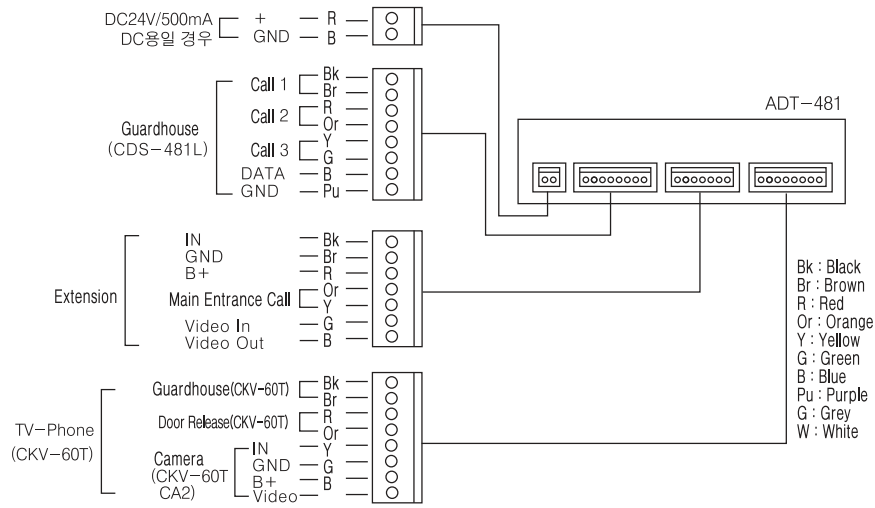 DC24V/500mA + R
DC용일 경우 GND B
Guardhouse
(CDS-481L)
Call 1 Bk
Br
Call 2 R
Or
Call 3 Y
G
DATA B
GND Pu
ADT-481
Extension
IN Bk
GND Br
B+ R
Main Entrance Call Or
Y
Video In G
Video Out B
TV-Phone
(CKV-60T)
Guardhouse(CKV-60T) Bk
Br
Door Release(CKV-60T) R
Or
Camera
(CKV-60T
CA2)
IN Y
GND G
B+ B
Video
Bk : Black
Br : Brown
R : Red
Or : Orange
Y : Yellow
G : Green
B : Blue
Pu : Purple
G : Grey
W : White